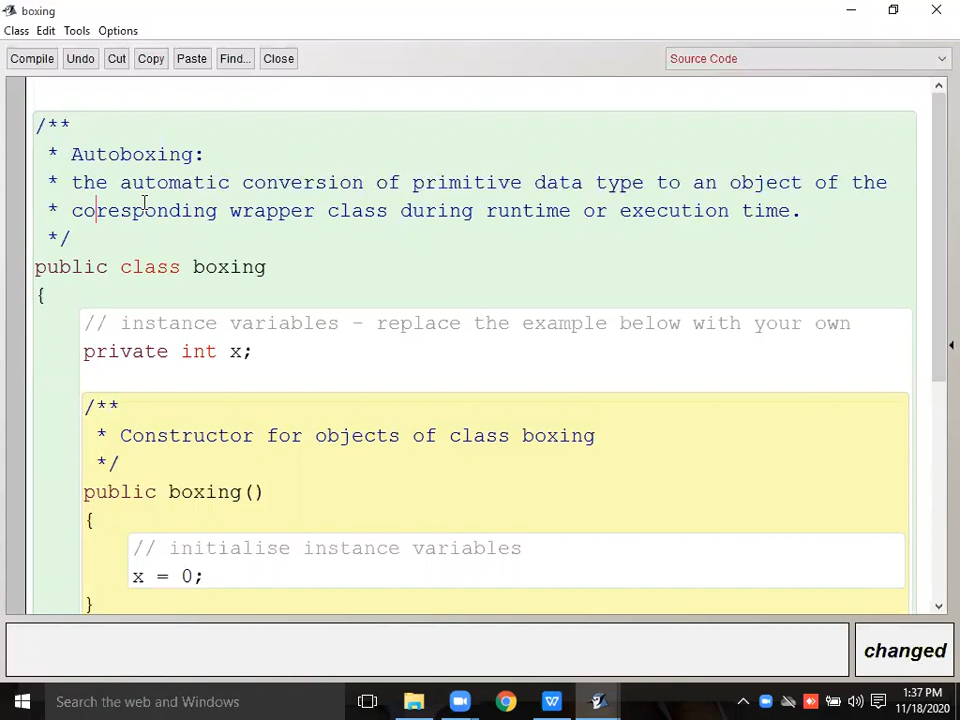 boxing
Class Edit Tools Options
Compile Undo Cut Copy Paste Find... Close Source Code
/**
* Autoboxing:
* the automatic conversion of primitive data type to an object of the
* coresponding wrapper class during runtime or execution time.
*/
public class boxing
{
// instance variables - replace the example below with your own
private int x;
/**
* Constructor for objects of class boxing
*/
public boxing()
{
// initialise instance variables
x = 0;
}
changed
Search the web and Windows
1:37 PM
11/18/2020